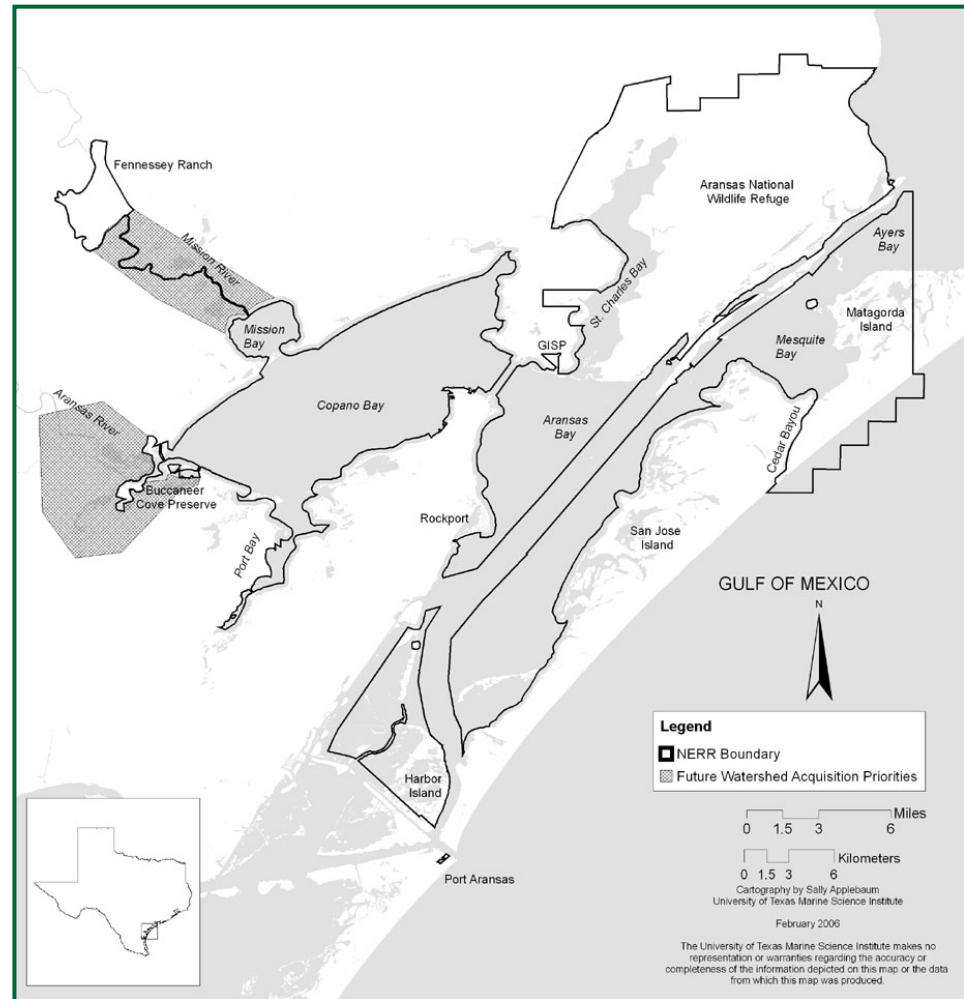 Fennessey Ranch
Mission River
Mission
Bay
Aransas National
Wildlife Refuge
Ayers
Bay
St. Charles Bay
Matagorda
Island
Mesquite
Bay
GISP
Copano Bay
Aransas
Bay
Aransas River
Buccaneer
Cove Preserve
Cedar Bayou
Rockport
San Jose
Island
Port Bay
GULF OF MEXICO
N
Legend
NERR Boundary
Future Watershed Acquisition Priorities
Harbor
Island
Miles
0 1.5 3 6
Kilometers
0 1.5 3 6
Port Aransas
Cartography by Sally Applebaum
University of Texas Marine Science Institute
February 2006
The University of Texas Marine Science Institute makes no
representation or warranties regarding the accuracy or
completeness of the information depicted on this map or the data
from which this map was produced.